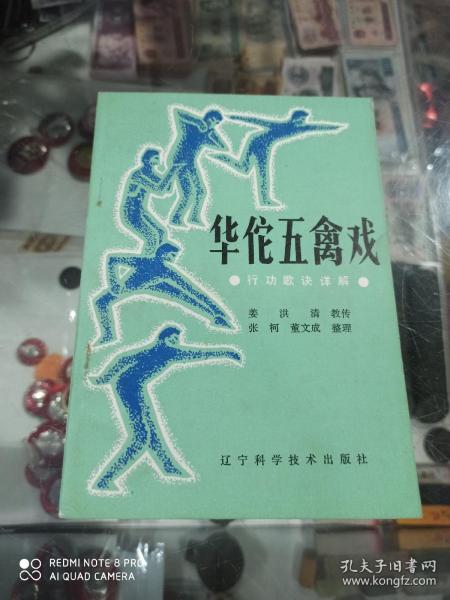 华佗五禽戏
●行功歌诀详解●
姜洪清 教传
张柯 董文成 整理
辽宁科学技术出版社
REDMI NOTE 8 PRO
AI QUAD CAMERA
孔夫子旧书网
www.kongfz.com